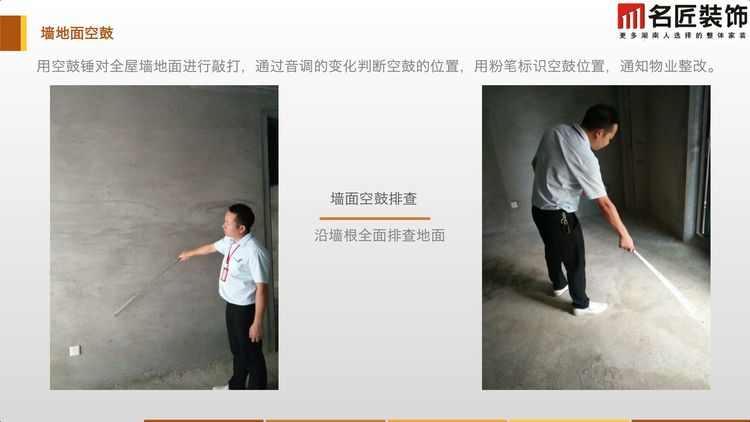 墙地面空鼓
名匠装饰
更多湖南人选择的整体家装
用空鼓锤对全屋墙地面进行敲打，通过音调的变化判断空鼓的位置，用粉笔标识空鼓位置，通知物业整改。
墙面空鼓排查
沿墙根全面排查地面